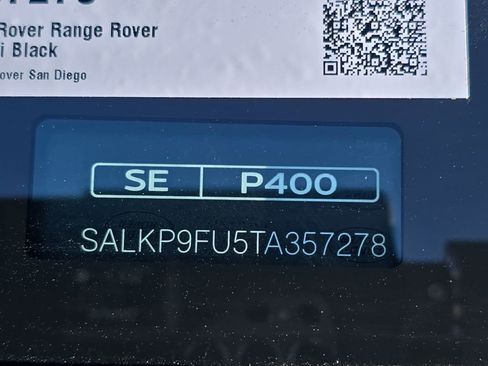 Rover Range Rover
i Black
over San Diego
SE P400
SALKP9FU5TA357278